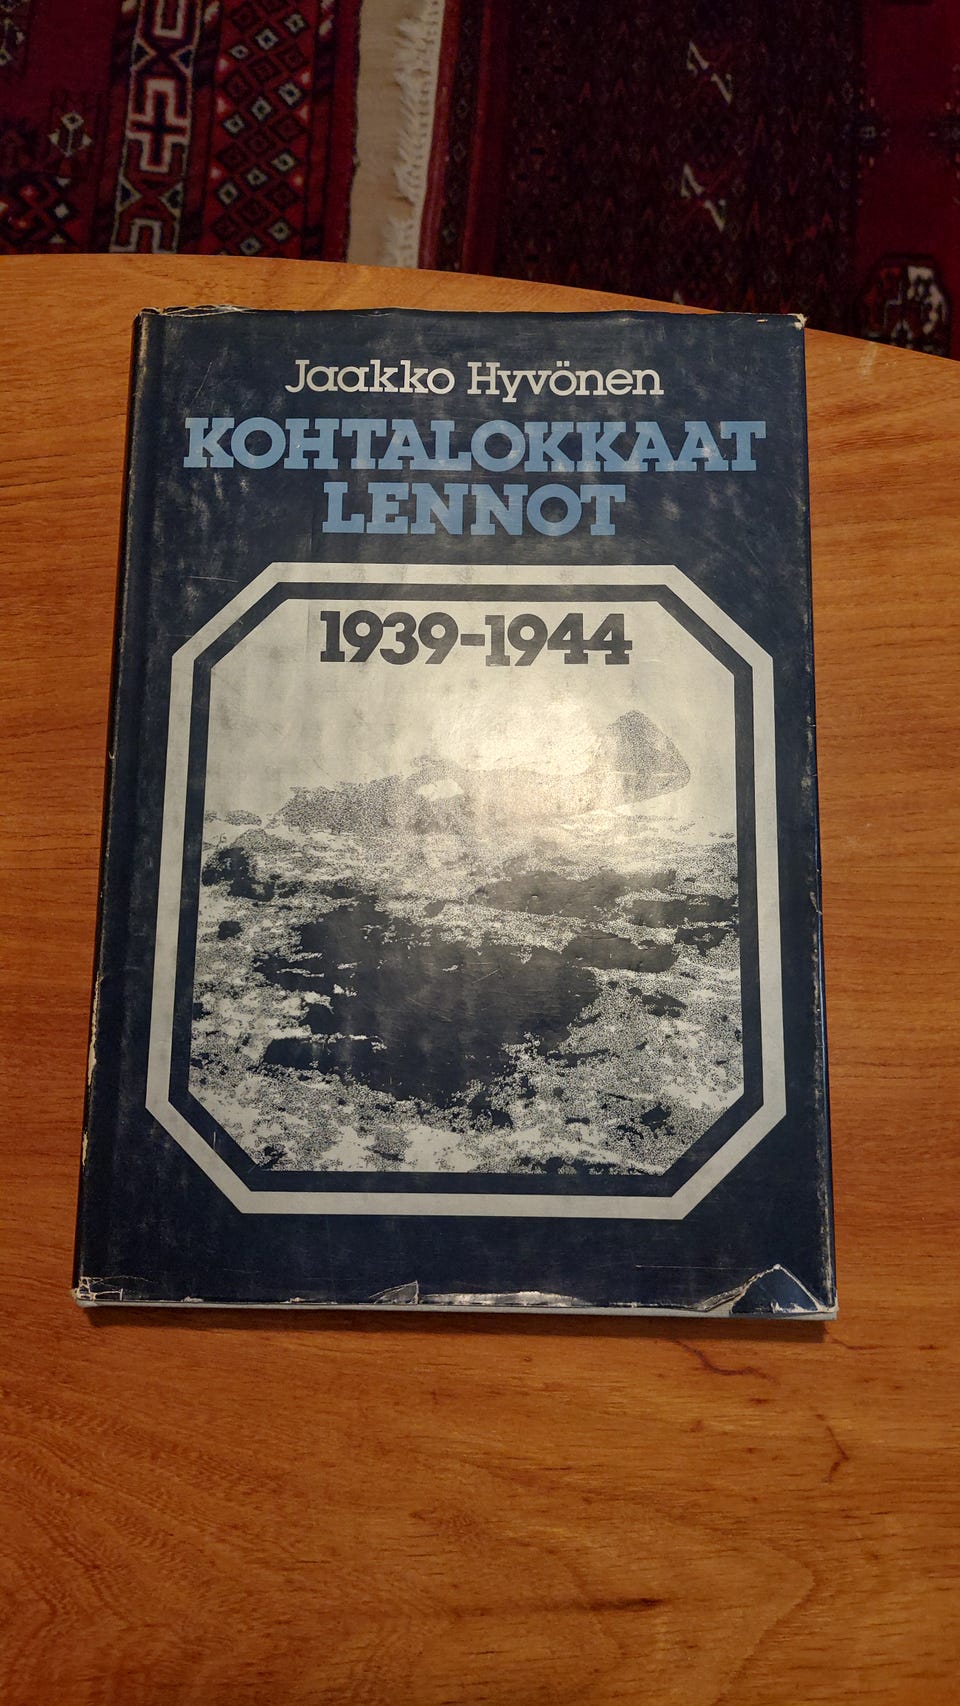 Jaakko Hyvönen
KOHTALOKKAAT
LENNOT
1939-1944